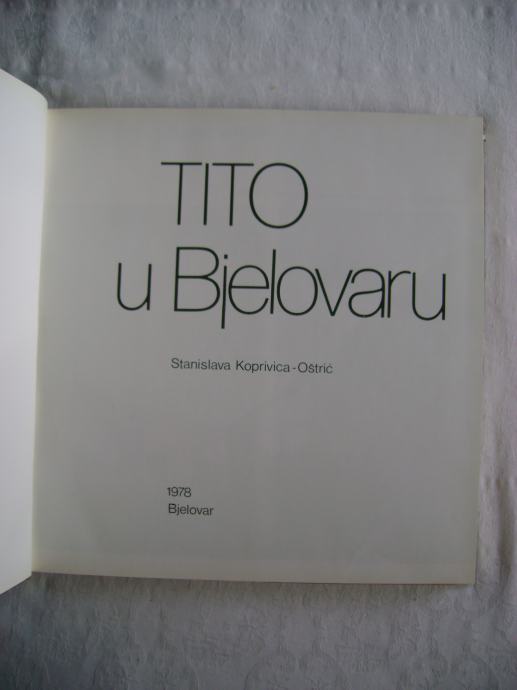 TITO
u Bjelovaru
Stanislava Koprivica-Oštrić
1978
Bjelovar